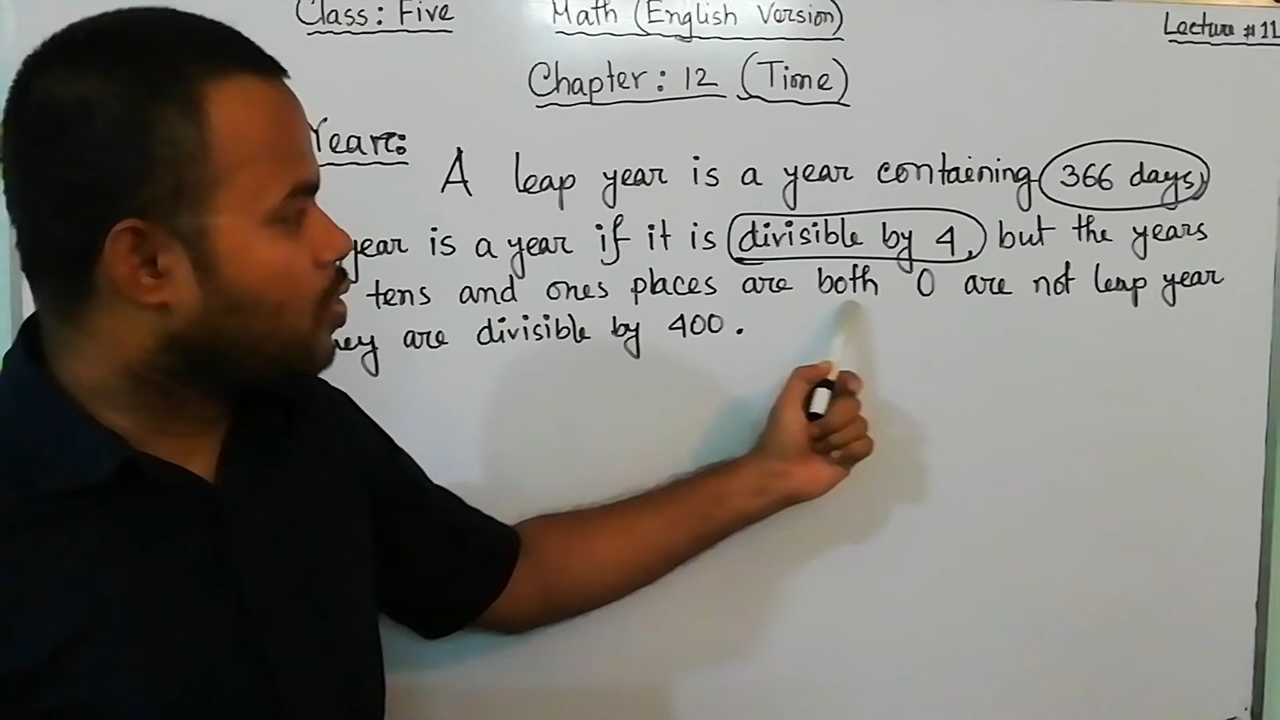 Class: Five Math (English Version) Lecture #11
Chapter: 12 (Time)
Year:
A leap year is a year containing 366 days,
year is a year if it is divisible by 4, but the years
tens and ones places are both 0 are not leap year
are divisible by 400.